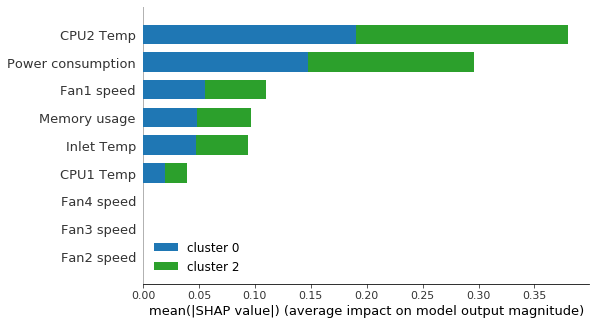 CPU2 Temp
Power consumption
Fan1 speed
Memory usage
Inlet Temp
CPU1 Temp
Fan4 speed
Fan3 speed
Fan2 speed
cluster 0
cluster 2
0.00 0.05 0.10 0.15 0.20 0.25 0.30 0.35
mean(|SHAP value|) (average impact on model output magnitude)